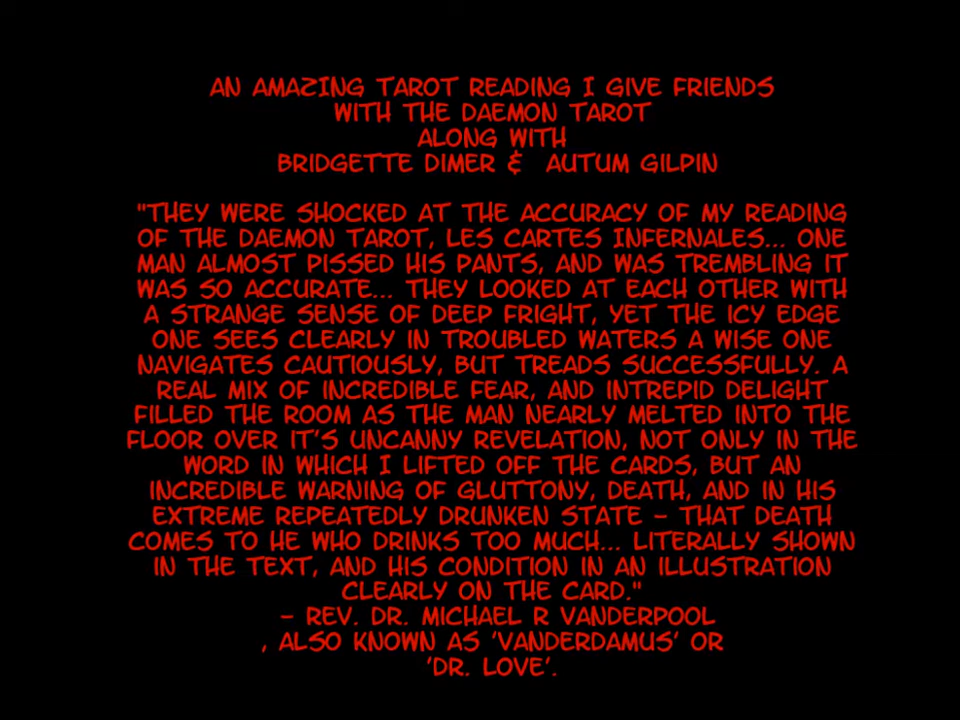 AN AMAZING TAROT READING I GIVE FRIENDS
WITH THE DAEMON TAROT
ALONG WITH
BRIDGETTE DIMER & AUTUM GILPIN
"THEY WERE SHOCKED AT THE ACCURACY OF MY READING
OF THE DAEMON TAROT, LES CARTES INFERNALES... ONE
MAN ALMOST PISSED HIS PANTS, AND WAS TREMBLING IT
WAS SO ACCURATE... THEY LOOKED AT EACH OTHER WITH
A STRANGE SENSE OF DEEP FRIGHT, YET THE ICY EDGE
ONE SEES CLEARLY IN TROUBLED WATERS A WISE ONE
NAVIGATES CAUTIOUSLY, BUT TREADS SUCCESSFULLY. A
REAL MIX OF INCREDIBLE FEAR, AND INTREPID DELIGHT
FILLED THE ROOM AS THE MAN NEARLY MELTED INTO THE
FLOOR OVER IT'S UNCANNY REVELATION, NOT ONLY IN THE
WORD IN WHICH I LIFTED OFF THE CARDS, BUT AN
INCREDIBLE WARNING OF GLUTTONY, DEATH, AND IN HIS
EXTREME REPEATEDLY DRUNKEN STATE - THAT DEATH
COMES TO HE WHO DRINKS TOO MUCH... LITERALLY SHOWN
IN THE TEXT, AND HIS CONDITION IN AN ILLUSTRATION
CLEARLY ON THE CARD."
- REV. DR. MICHAEL R VANDERPOOL
, ALSO KNOWN AS 'VANDERDAMUS' OR
'DR. LOVE'.